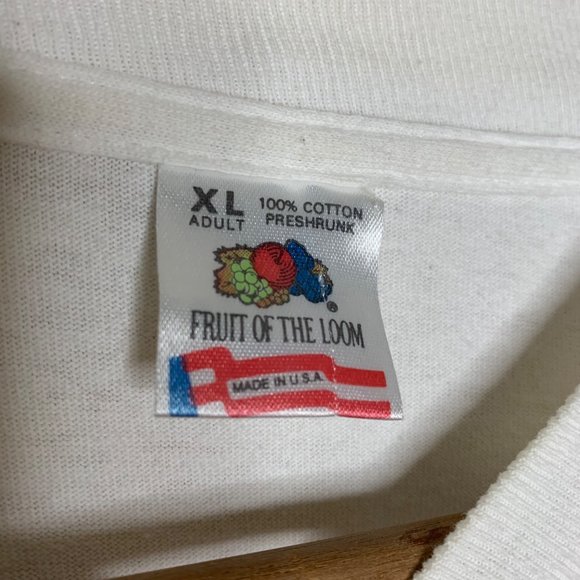 XL 100% COTTON
ADULT PRESHRUNK
®
FRUIT OF THE LOOM
MADE IN U.S.A.